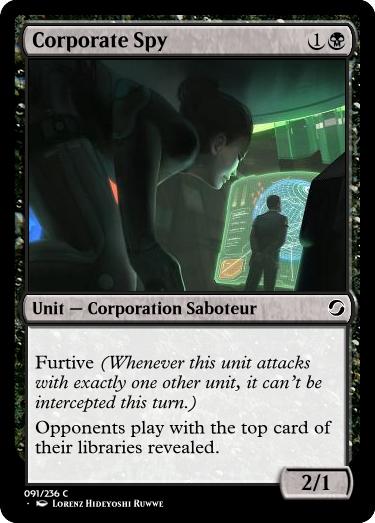 Corporate Spy 1
Unit — Corporation Saboteur
Furtive (Whenever this unit attacks
with exactly one other unit, it can't be
intercepted this turn.)
Opponents play with the top card of
their libraries revealed.
2/1
091/236 C
· Lorenz Hideyoshi Ruwwe